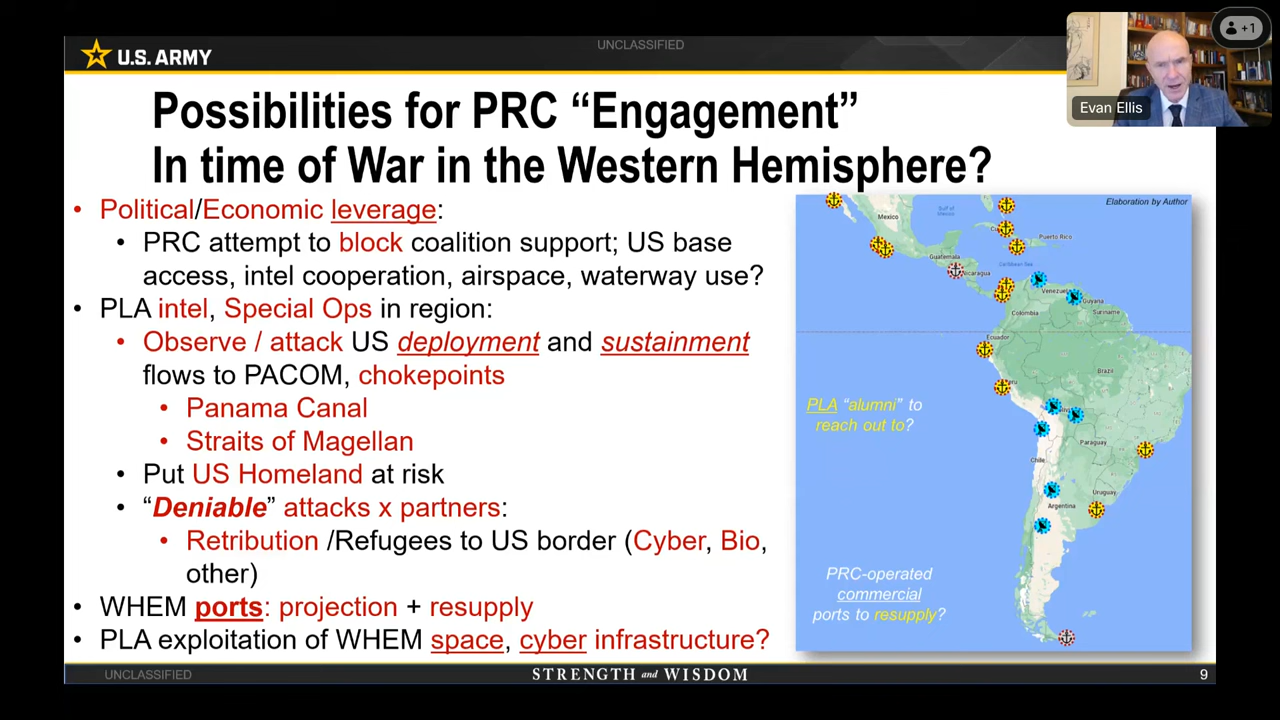 UNCLASSIFIED
U.S. ARMY
+1
Evan Ellis
Possibilities for PRC “Engagement”
In time of War in the Western Hemisphere?
• Political/Economic leverage:
• PRC attempt to block coalition support; US base
access, intel cooperation, airspace, waterway use?
• PLA intel, Special Ops in region:
• Observe / attack US deployment and sustainment
flows to PACOM, chokepoints
• Panama Canal
• Straits of Magellan
• Put US Homeland at risk
• “Deniable” attacks x partners:
• Retribution /Refugees to US border (Cyber, Bio,
other)
• WHEM ports: projection + resupply
• PLA exploitation of WHEM space, cyber infrastructure?
Elaboration by Author
Gulf of
Mexico
Mexico
Puerto Rico
Guatemala
Caribbean Sea
Nicaragua
Venezuela
Guyana
Colombia
Suriname
Ecuador
Brazil
PLA “alumni” to
reach out to?
Paraguay
Chile
Uruguay
Argentina
PRC-operated
commercial
ports to resupply?
UNCLASSIFIED
STRENGTH and WISDOM
9